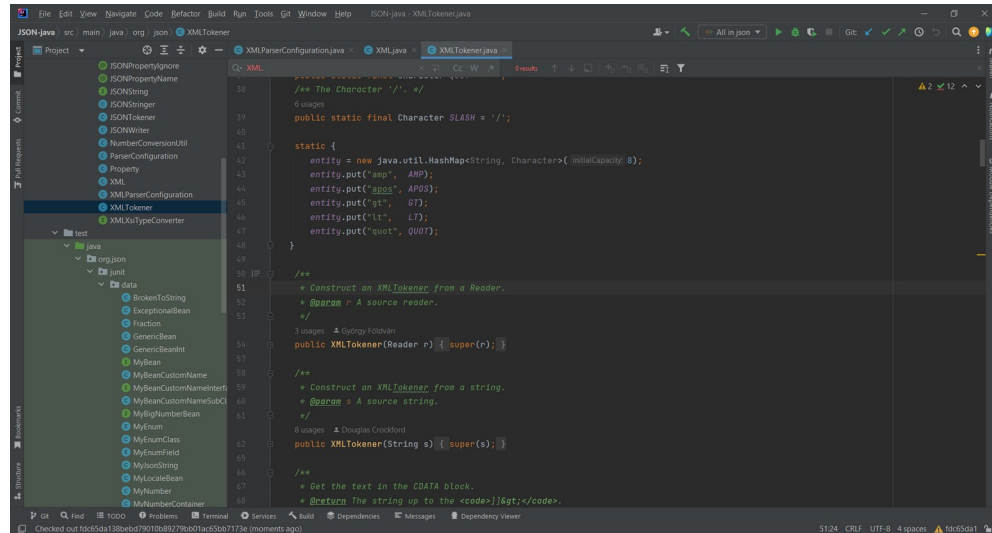 File Edit View Navigate Code Refactor Build Run Tools Git Window Help JSON-java - XMLTokener.java
JSON-java src main java org json XMLTokener
All in json
Git:
Project
XMLParserConfiguration.java
XML.java
XMLTokener.java
JSONPropertyIgnore
JSONPropertyName
JSONString
JSONStringer
JSONTokener
JSONWriter
NumberConversionUtil
ParserConfiguration
Property
XML
XMLParserConfiguration
XMLTokener
XMLXsiTypeConverter
test
java
org.json
junit
data
BrokenToString
ExceptionalBean
Fraction
GenericBean
GenericBeanInt
MyBean
MyBeanCustomName
MyBeanCustomNameInterfa
MyBeanCustomNameSubCl
MyBigNumberBean
MyEnum
MyEnumClass
MyEnumField
MyJsonString
MyLocaleBean
MyNumber
MyNumberContainer
Project
Commit
Pull Requests
Bookmarks
Structure
XML.
Cc W .*
0 results
2 12
38 /** The Character '/'. */
6 usages
39 public static final Character SLASH = '/';
40
41 static {
42 entity = new java.util.HashMap<String, Character>( initialCapacity: 8);
43 entity.put("amp", AMP);
44 entity.put("apos", APOS);
45 entity.put("gt", GT);
46 entity.put("lt", LT);
47 entity.put("quot", QUOT);
48 }
49
50 /**
51 * Construct an XMLTokener from a Reader.
52 * @param r A source reader.
53 */
3 usages György Földvári
54 public XMLTokener(Reader r) { super(r); }
57
58 /**
59 * Construct an XMLTokener from a string.
60 * @param s A source string.
61 */
8 usages Douglas Crockford
62 public XMLTokener(String s) { super(s); }
65
66 /**
67 * Get the text in the CDATA block.
68 * @return The string up to the <code>]]&gt;</code>.
Git Find TODO Problems Terminal Services Build Dependencies Messages Dependency Viewer
Checked out fdc65da138bebd79010b89279bb01ac65bb7173e (moments ago)
51:24 CRLF UTF-8 4 spaces fdc65da1